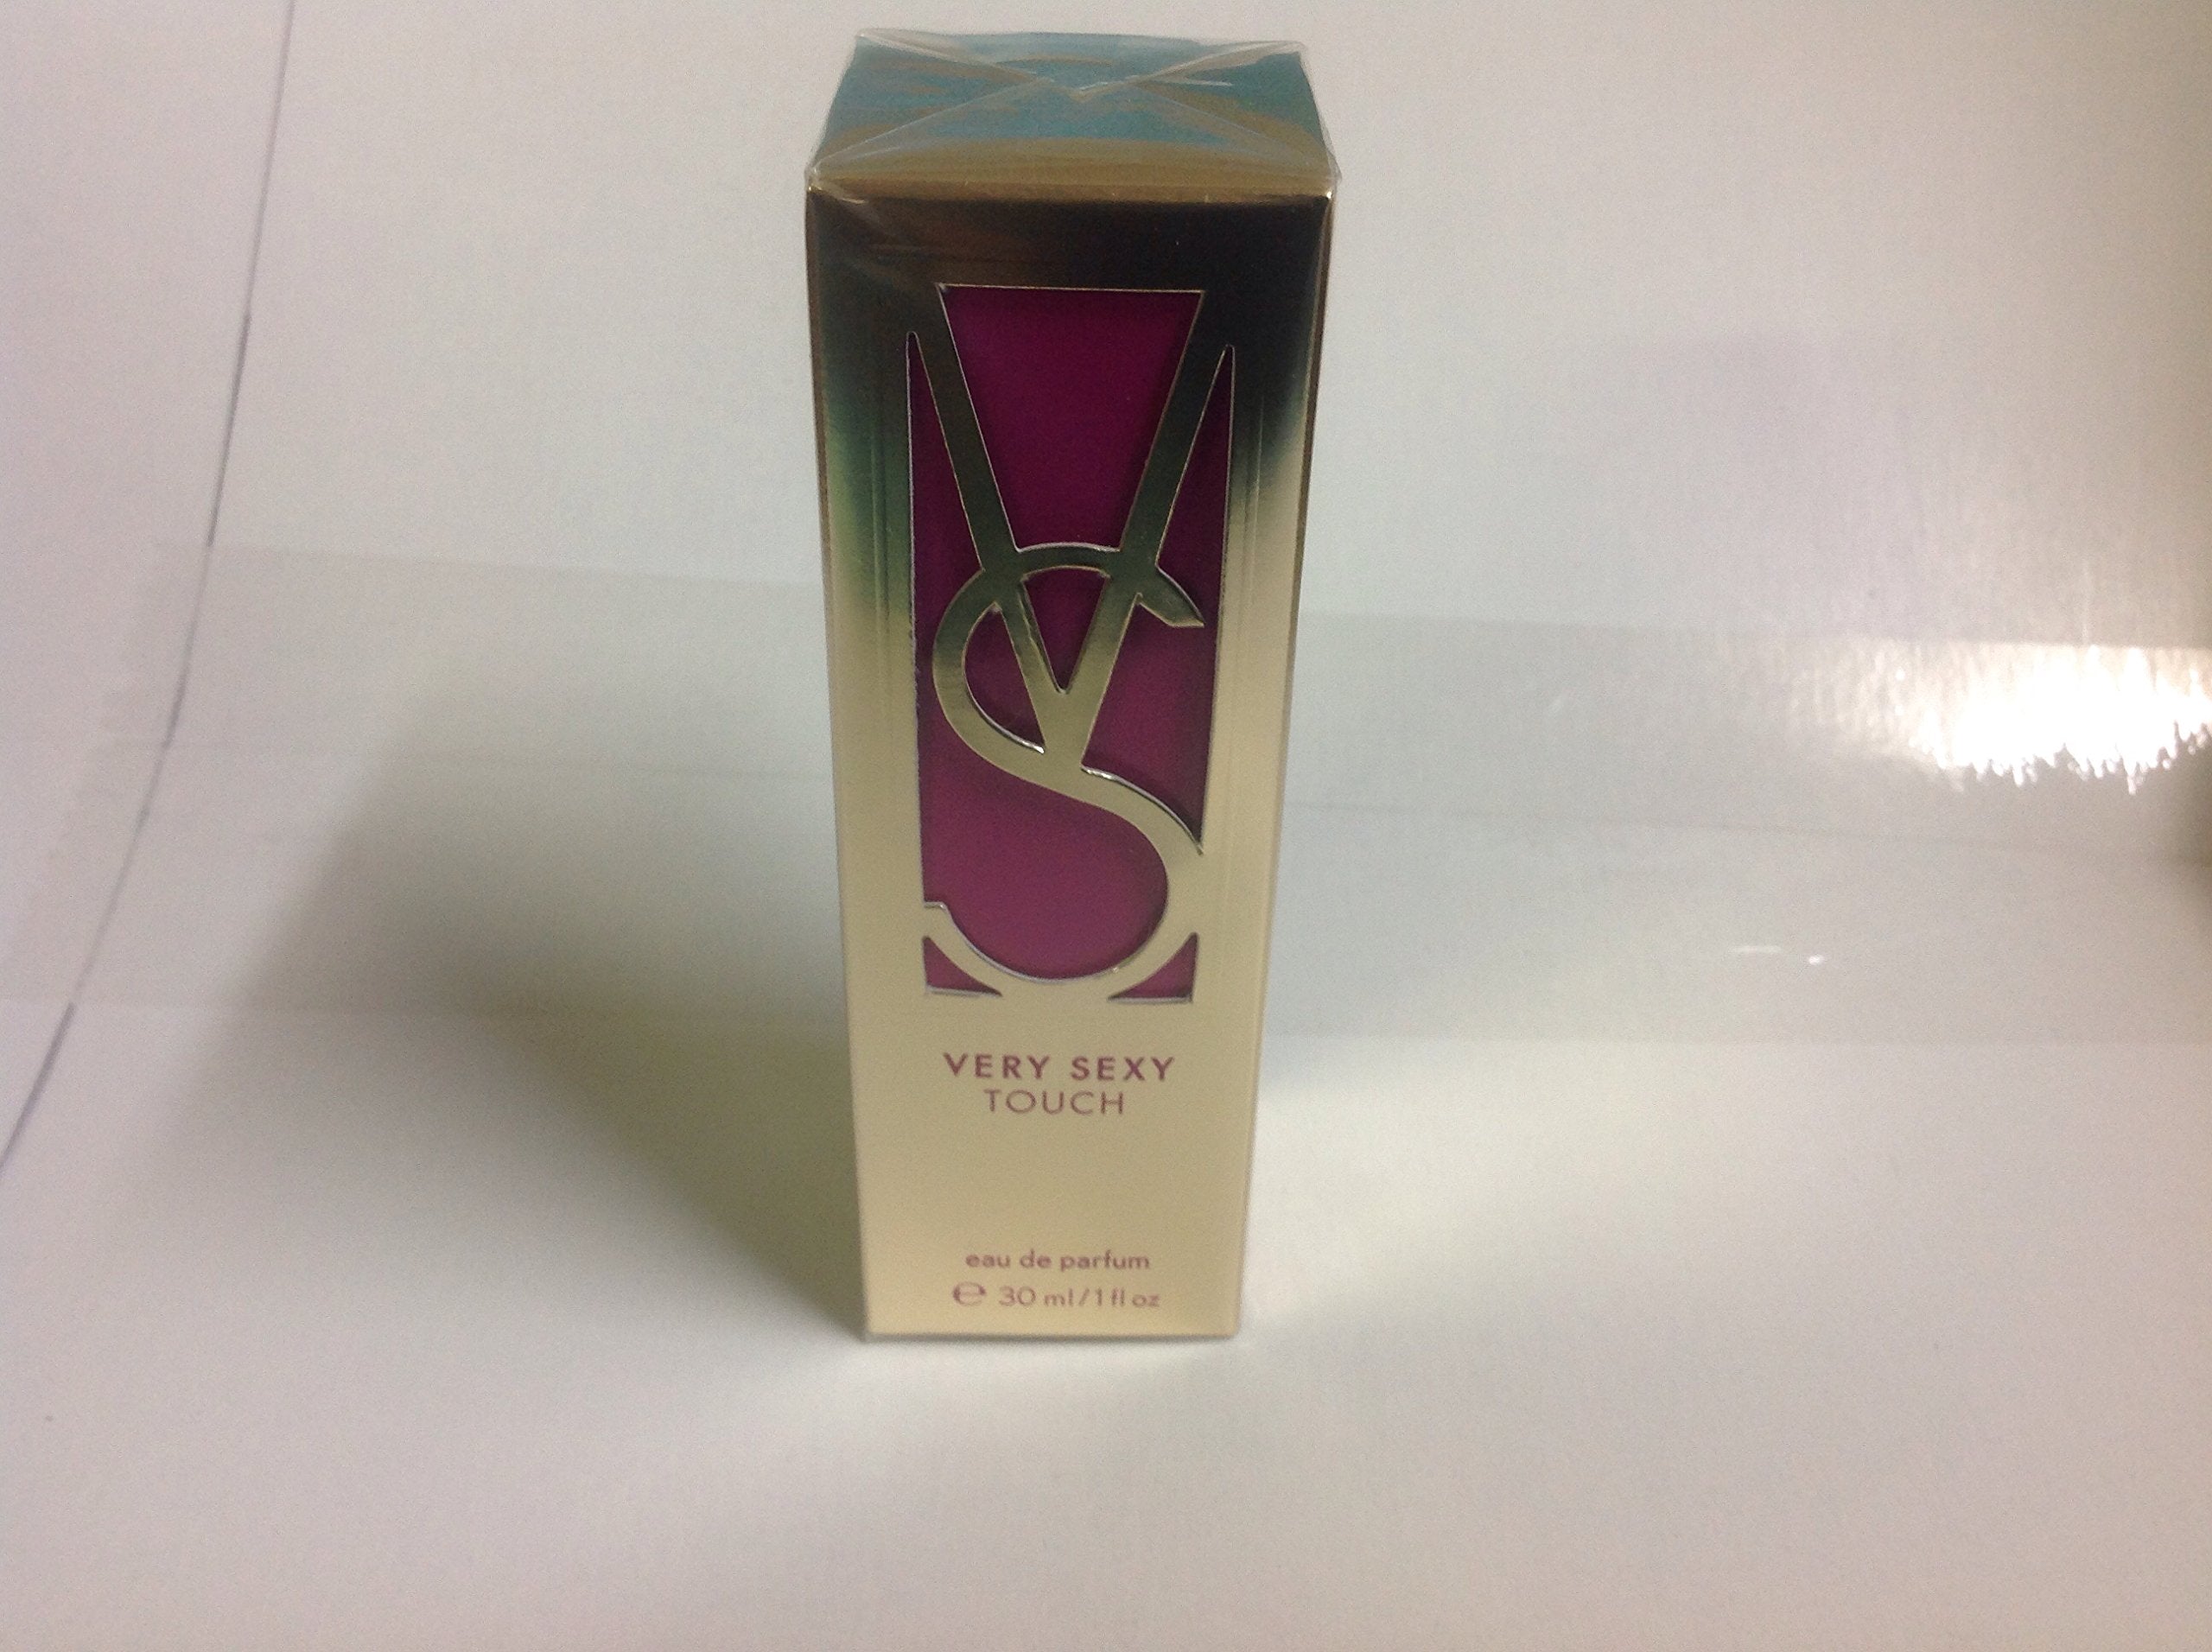 VS
VERY SEXY
TOUCH
eau de parfum
℮ 30 ml/1 fl oz